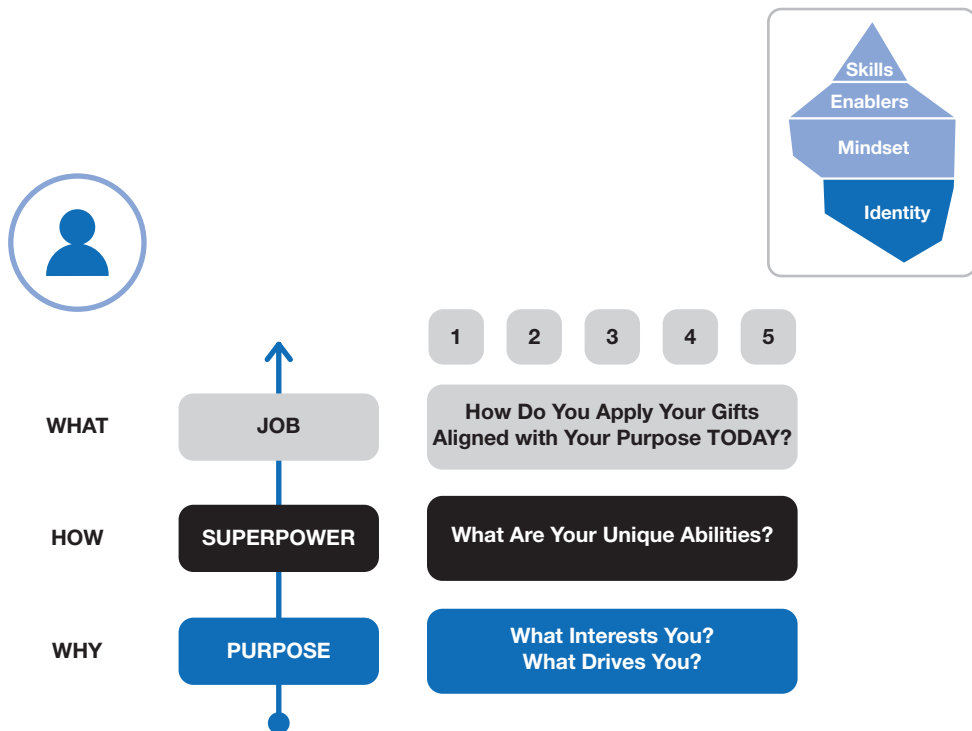 Skills
Enablers
Mindset
Identity
1 2 3 4 5
WHAT
JOB
How Do You Apply Your Gifts
Aligned with Your Purpose TODAY?
HOW
SUPERPOWER
What Are Your Unique Abilities?
WHY
PURPOSE
What Interests You?
What Drives You?